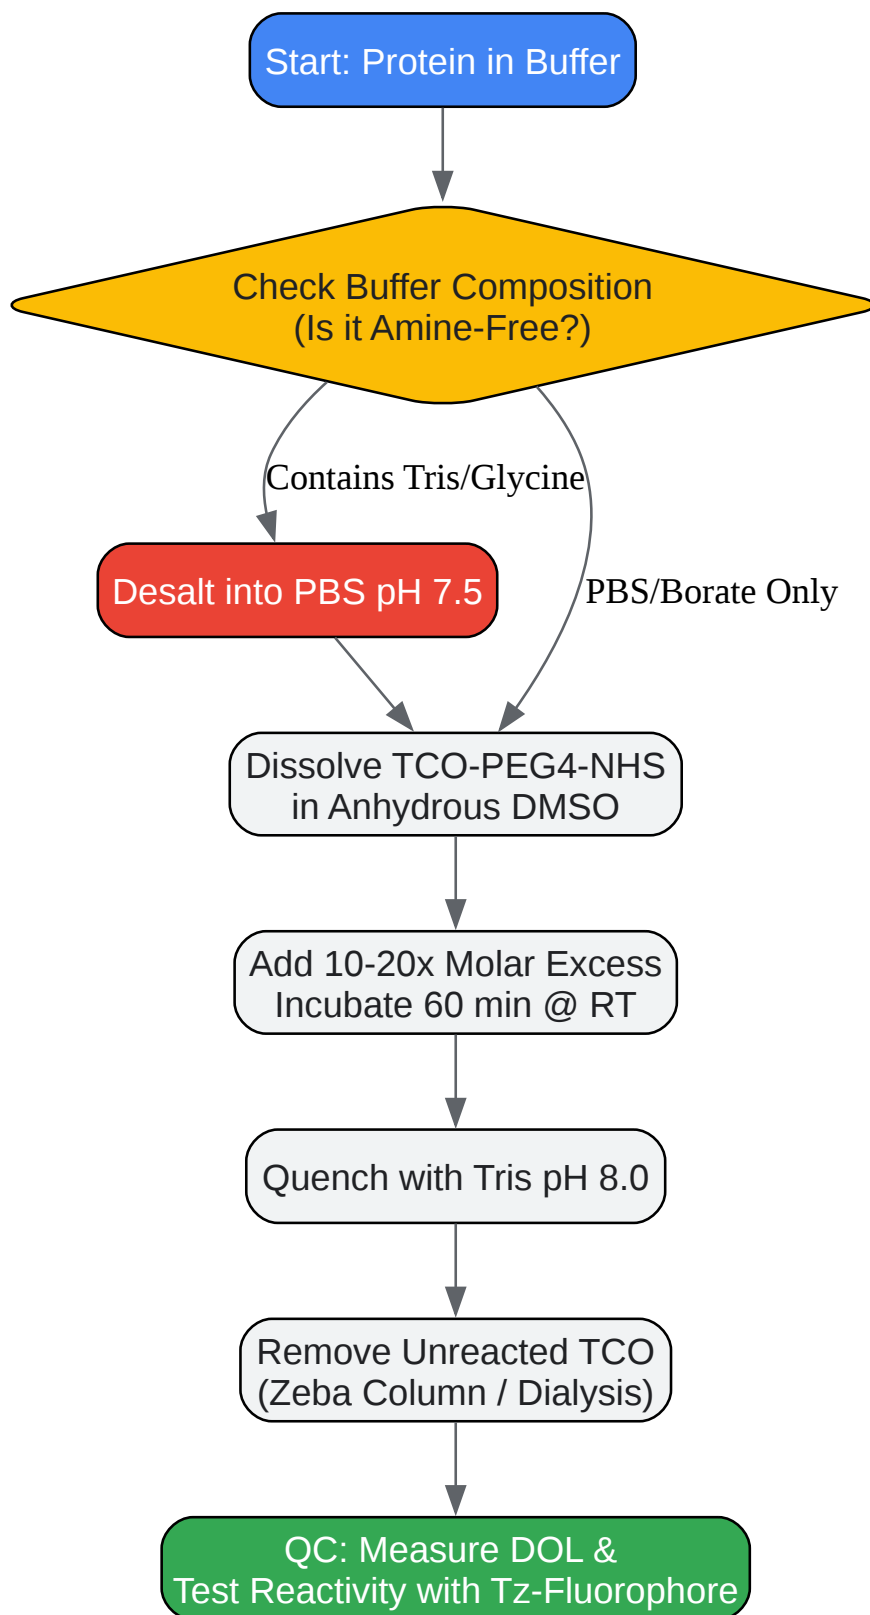 Start: Protein in Buffer
Check Buffer Composition
(Is it Amine-Free?)
Contains Tris/Glycine
Desalt into PBS pH 7.5
PBS/Borate Only
Dissolve TCO-PEG4-NHS
in Anhydrous DMSO
Add 10-20x Molar Excess
Incubate 60 min @ RT
Quench with Tris pH 8.0
Remove Unreacted TCO
(Zeba Column / Dialysis)
QC: Measure DOL &
Test Reactivity with Tz-Fluorophore